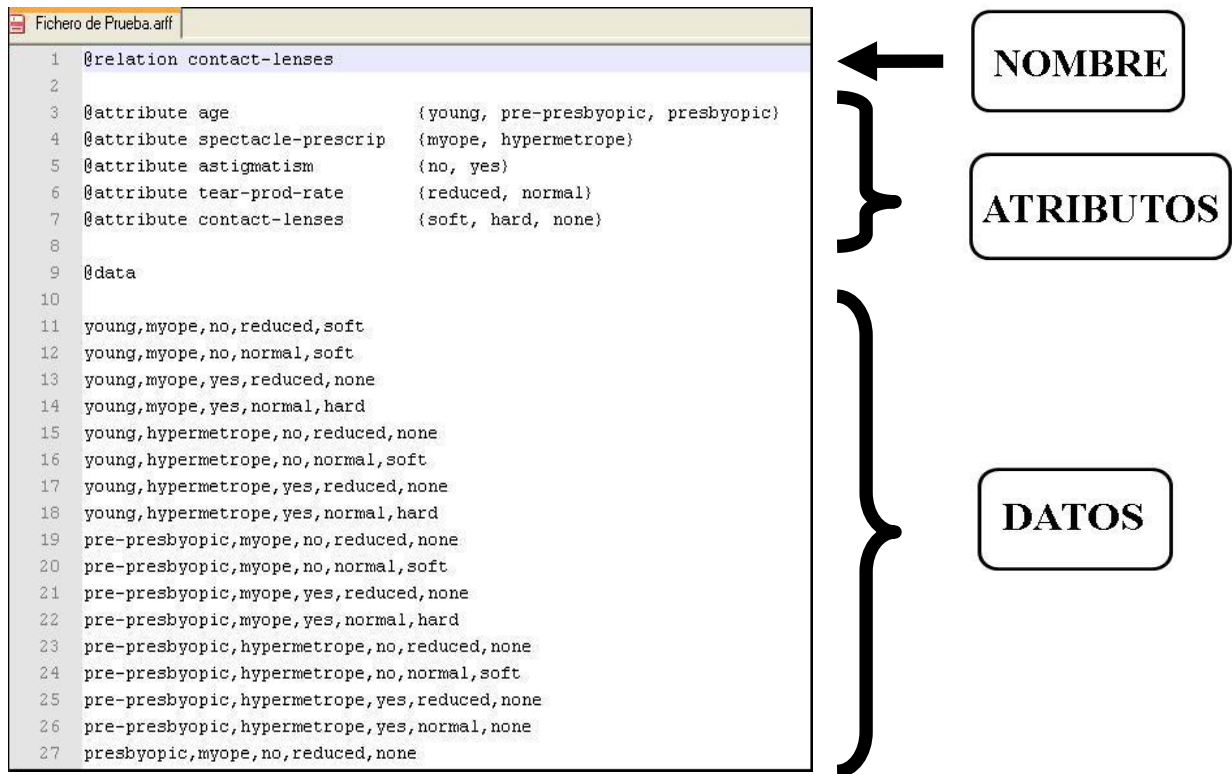 Fichero de Prueba.arff
1 @relation contact-lenses
2
3 @attribute age {young, pre-presbyopic, presbyopic}
4 @attribute spectacle-prescrip {myope, hypermetrope}
5 @attribute astigmatism {no, yes}
6 @attribute tear-prod-rate {reduced, normal}
7 @attribute contact-lenses {soft, hard, none}
8
9 @data
10
11 young,myope,no,reduced,soft
12 young,myope,no,normal,soft
13 young,myope,yes,reduced,none
14 young,myope,yes,normal,hard
15 young,hypermetrope,no,reduced,none
16 young,hypermetrope,no,normal,soft
17 young,hypermetrope,yes,reduced,none
18 young,hypermetrope,yes,normal,hard
19 pre-presbyopic,myope,no,reduced,none
20 pre-presbyopic,myope,no,normal,soft
21 pre-presbyopic,myope,yes,reduced,none
22 pre-presbyopic,myope,yes,normal,hard
23 pre-presbyopic,hypermetrope,no,reduced,none
24 pre-presbyopic,hypermetrope,no,normal,soft
25 pre-presbyopic,hypermetrope,yes,reduced,none
26 pre-presbyopic,hypermetrope,yes,normal,none
27 presbyopic,myope,no,reduced,none
NOMBRE
ATRIBUTOS
DATOS